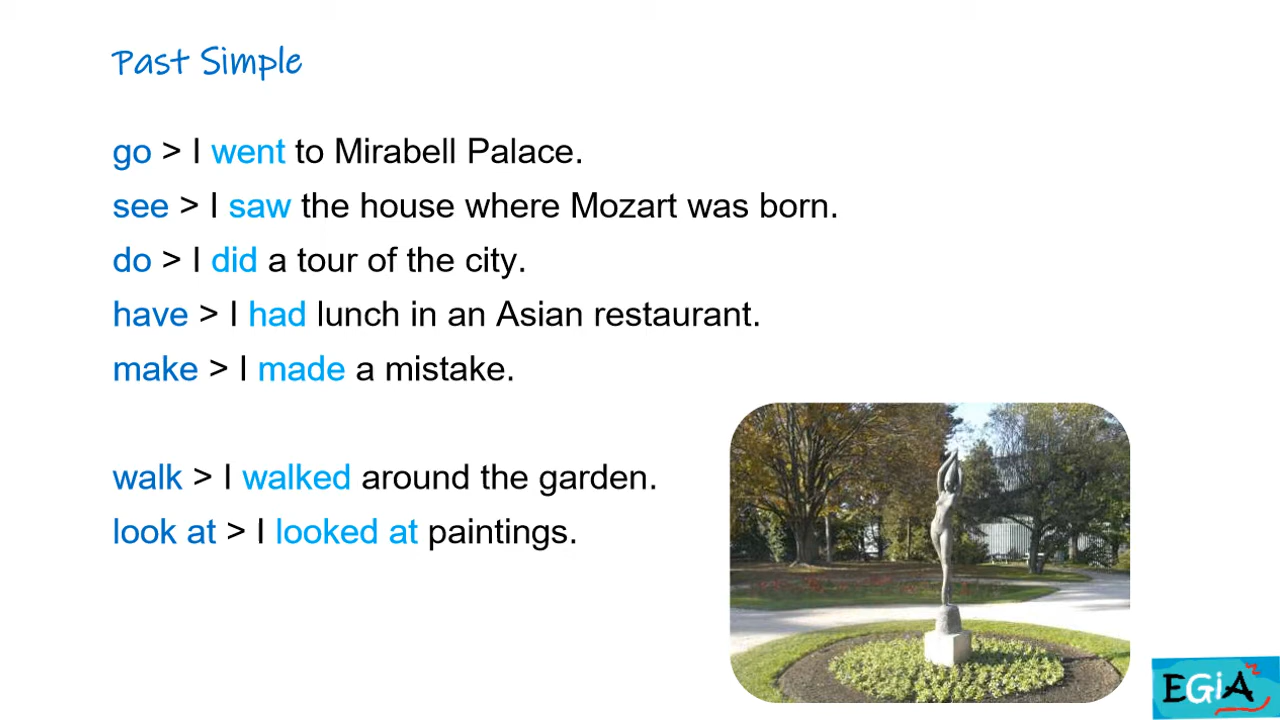 Past Simple
go > I went to Mirabell Palace.
see > I saw the house where Mozart was born.
do > I did a tour of the city.
have > I had lunch in an Asian restaurant.
make > I made a mistake.
walk > I walked around the garden.
look at > I looked at paintings.
EGiA